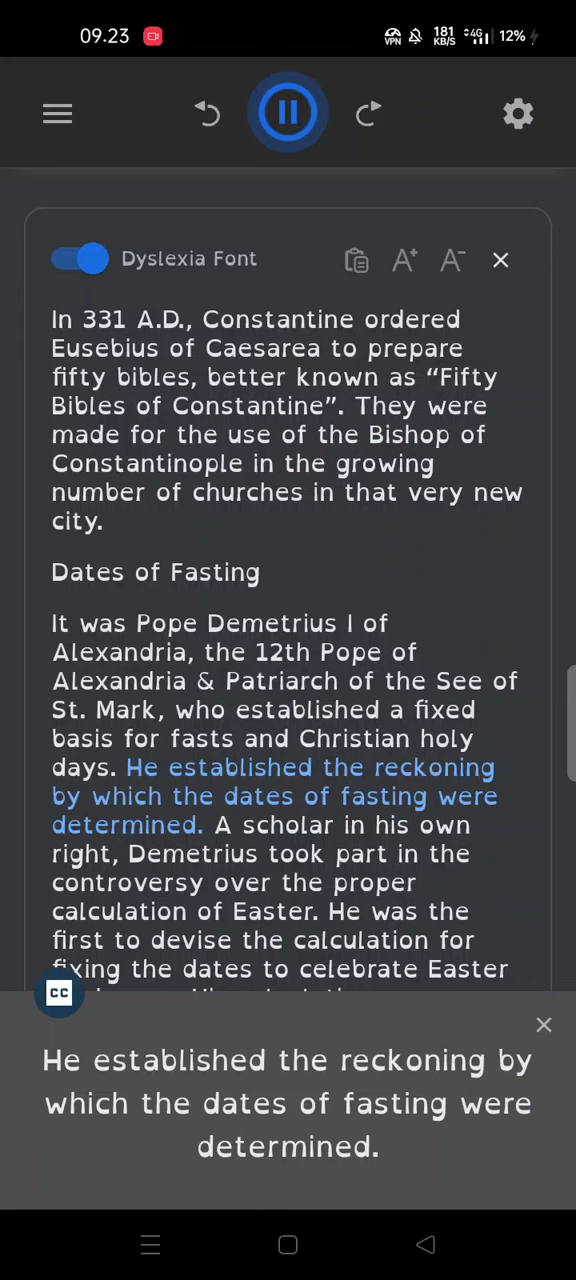 09.23
VPN
181
KB/S
4G
12%
Dyslexia Font
A+
A-
In 331 A.D., Constantine ordered
Eusebius of Caesarea to prepare
fifty bibles, better known as “Fifty
Bibles of Constantine”. They were
made for the use of the Bishop of
Constantinople in the growing
number of churches in that very new
city.
Dates of Fasting
It was Pope Demetrius I of
Alexandria, the 12th Pope of
Alexandria & Patriarch of the See of
St. Mark, who established a fixed
basis for fasts and Christian holy
days. He established the reckoning
by which the dates of fasting were
determined. A scholar in his own
right, Demetrius took part in the
controversy over the proper
calculation of Easter. He was the
first to devise the calculation for
fixing the dates to celebrate Easter
CC
He established the reckoning by
which the dates of fasting were
determined.